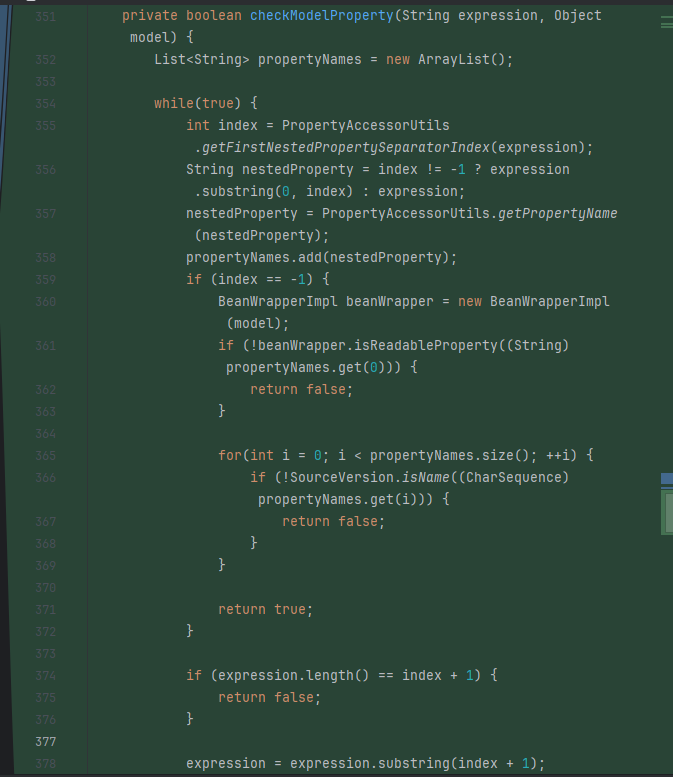 351 private boolean checkModelProperty(String expression, Object
model) {
352 List<String> propertyNames = new ArrayList();
353
354 while(true) {
355 int index = PropertyAccessorUtils
.getFirstNestedPropertySeparatorIndex(expression);
356 String nestedProperty = index != -1 ? expression
.substring(0, index) : expression;
357 nestedProperty = PropertyAccessorUtils.getPropertyName
(nestedProperty);
358 propertyNames.add(nestedProperty);
359 if (index == -1) {
360 BeanWrapperImpl beanWrapper = new BeanWrapperImpl
(model);
361 if (!beanWrapper.isReadableProperty((String)
propertyNames.get(0))) {
362 return false;
363 }
364
365 for(int i = 0; i < propertyNames.size(); ++i) {
366 if (!SourceVersion.isName((CharSequence)
propertyNames.get(i))) {
367 return false;
368 }
369 }
370
371 return true;
372 }
373
374 if (expression.length() == index + 1) {
375 return false;
376 }
377
378 expression = expression.substring(index + 1);